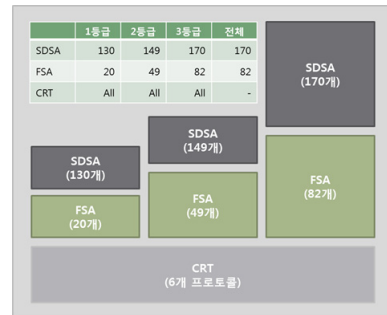 1등급 2등급 3등급 전체
SDSA 130 149 170 170
FSA 20 49 82 82
CRT All All All -
SDSA
(170개)
SDSA
(149개)
SDSA
(130개)
FSA
(82개)
FSA
(49개)
FSA
(20개)
CRT
(6개 프로토콜)